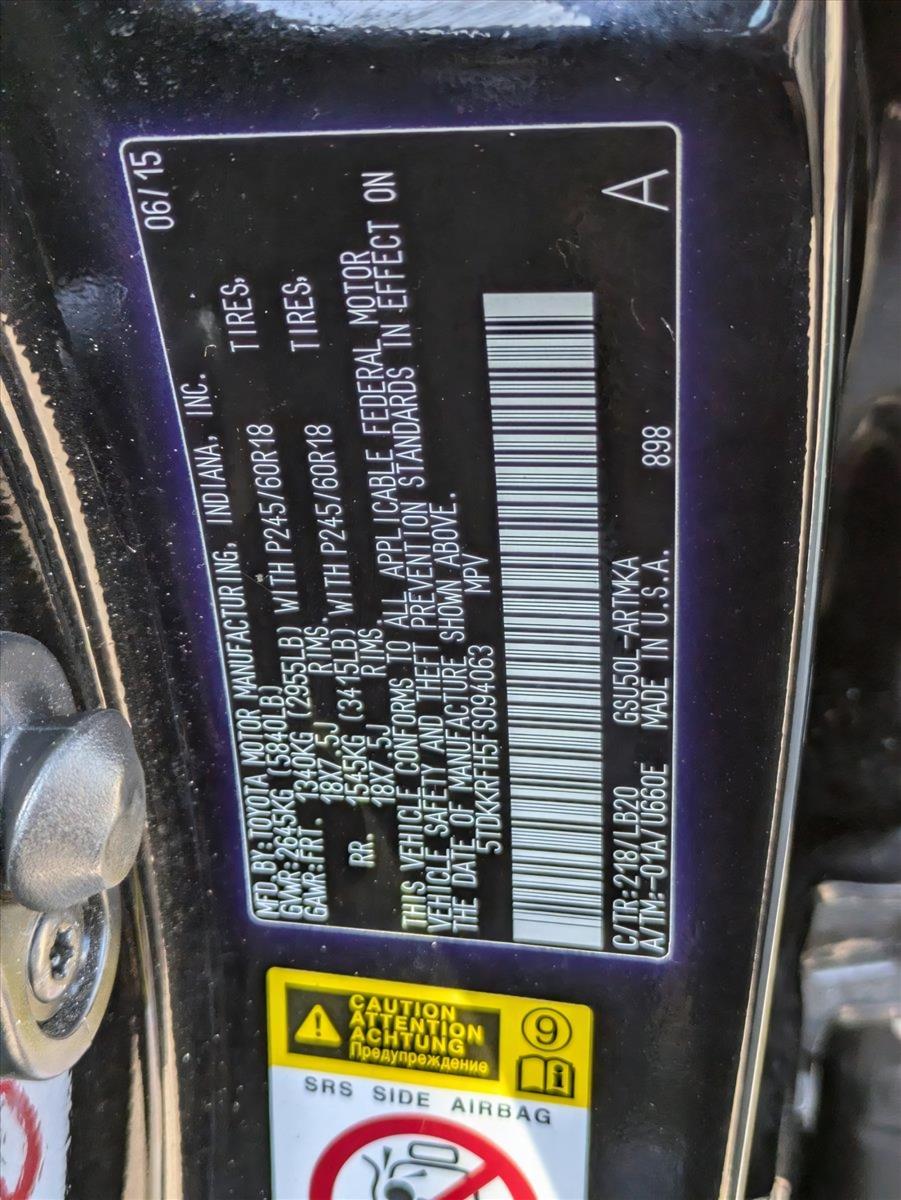 MFD. BY: TOYOTA MOTOR MANUFACTURING, INDIANA, INC. 06/15
GVWR:2645KG (5840LB)
GAWR:FRT. 1340KG (2955LB) WITH P245/60R18 TIRES,
18X7.5J RIMS.
RR. 1545KG (3415LB) WITH P245/60R18 TIRES,
18X7.5J RIMS
THIS VEHICLE CONFORMS TO ALL APPLICABLE FEDERAL MOTOR
VEHICLE SAFETY AND THEFT PREVENTION STANDARDS IN EFFECT ON
THE DATE OF MANUFACTURE SHOWN ABOVE.
5TDKKRFH5FS094063 MPV
C/TR:218/LB20 GSU50L-ARTMKA 898 A
A/TM:-01A/U660E MADE IN U.S.A.
CAUTION
ATTENTION
ACHTUNG
Предупреждение
9
i
SRS SIDE AIRBAG